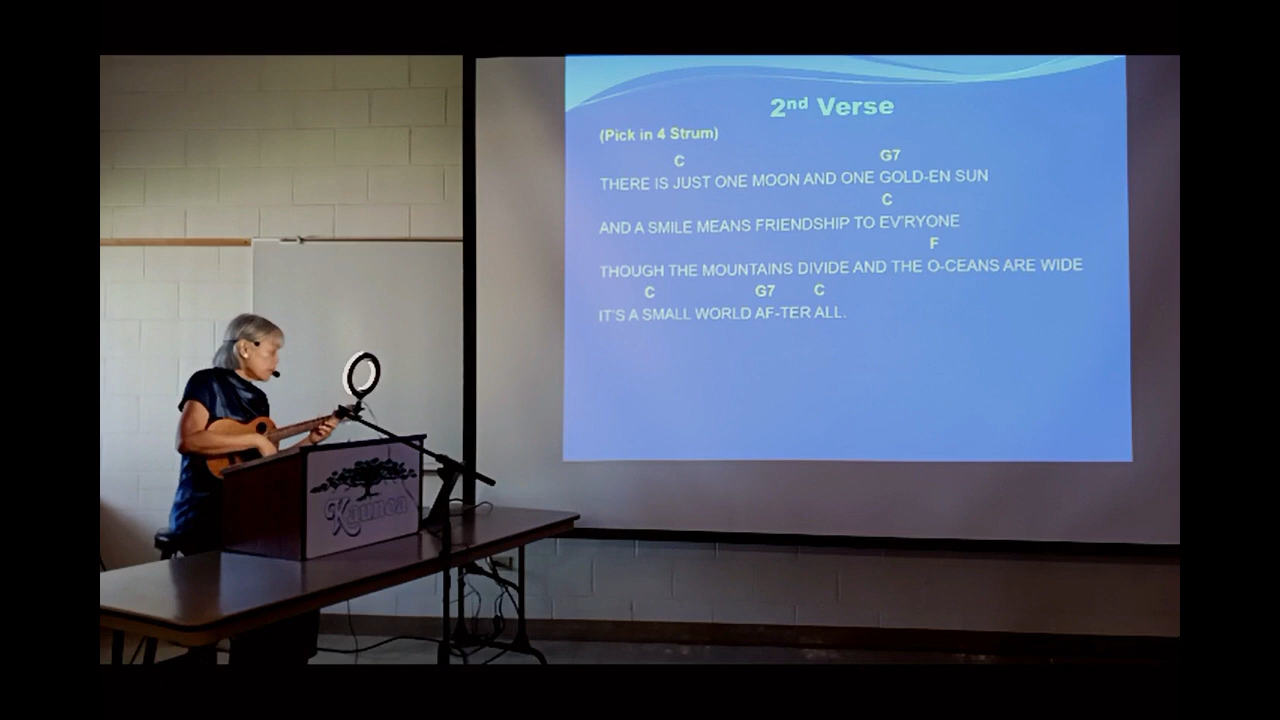 2nd Verse
(Pick in 4 Strum)
C G7
THERE IS JUST ONE MOON AND ONE GOLD-EN SUN
C
AND A SMILE MEANS FRIENDSHIP TO EV'RYONE
F
THOUGH THE MOUNTAINS DIVIDE AND THE O-CEANS ARE WIDE
C G7 C
IT'S A SMALL WORLD AF-TER ALL.
Kaunoa